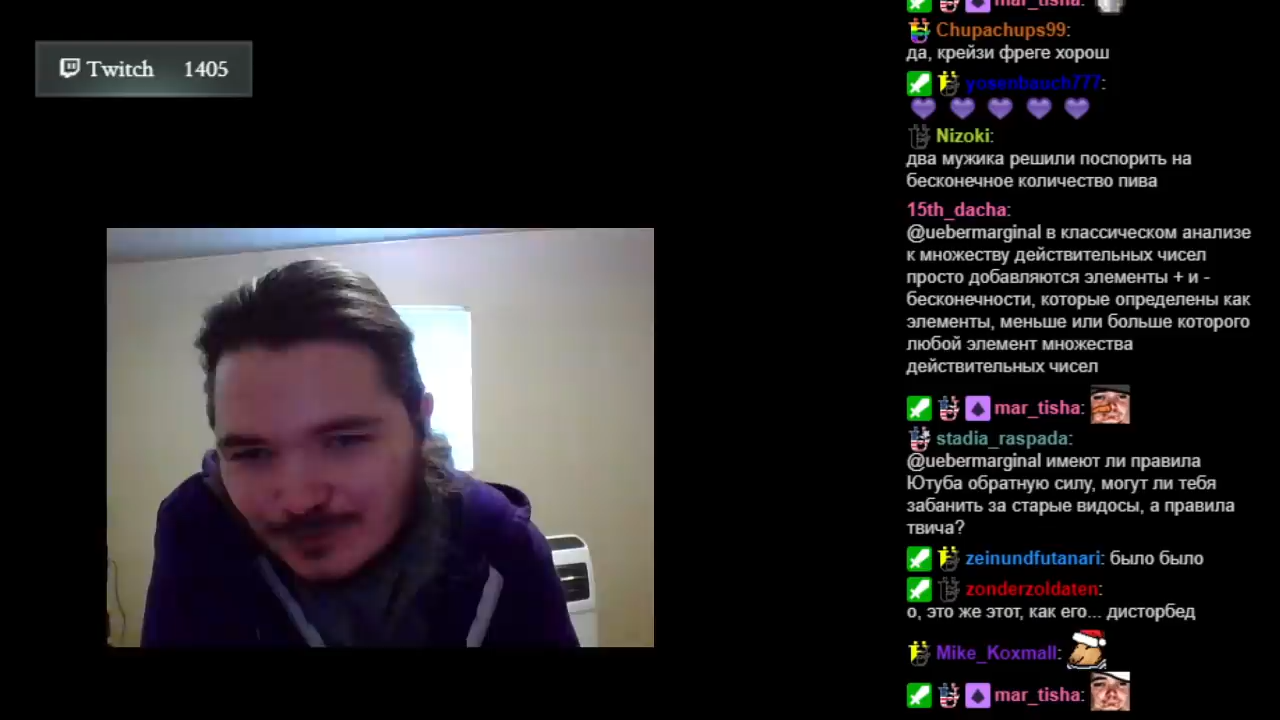 Twitch 1405
mar_tisha:
Chupachups99:
да, крейзи фреге хорош
yosenbauch777:
Nizoki:
два мужика решили поспорить на
бесконечное количество пива
15th_dacha:
@uebermarginal в классическом анализе
к множеству действительных чисел
просто добавляются элементы + и -
бесконечности, которые определены как
элементы, меньше или больше которого
любой элемент множества
действительных чисел
mar_tisha:
stadia_raspada:
@uebermarginal имеют ли правила
Ютуба обратную силу, могут ли тебя
забанить за старые видосы, а правила
твича?
zeinundfutanari: было было
zonderzoldaten:
о, это же этот, как его... дисторбед
Mike_Koxmall:
mar_tisha: